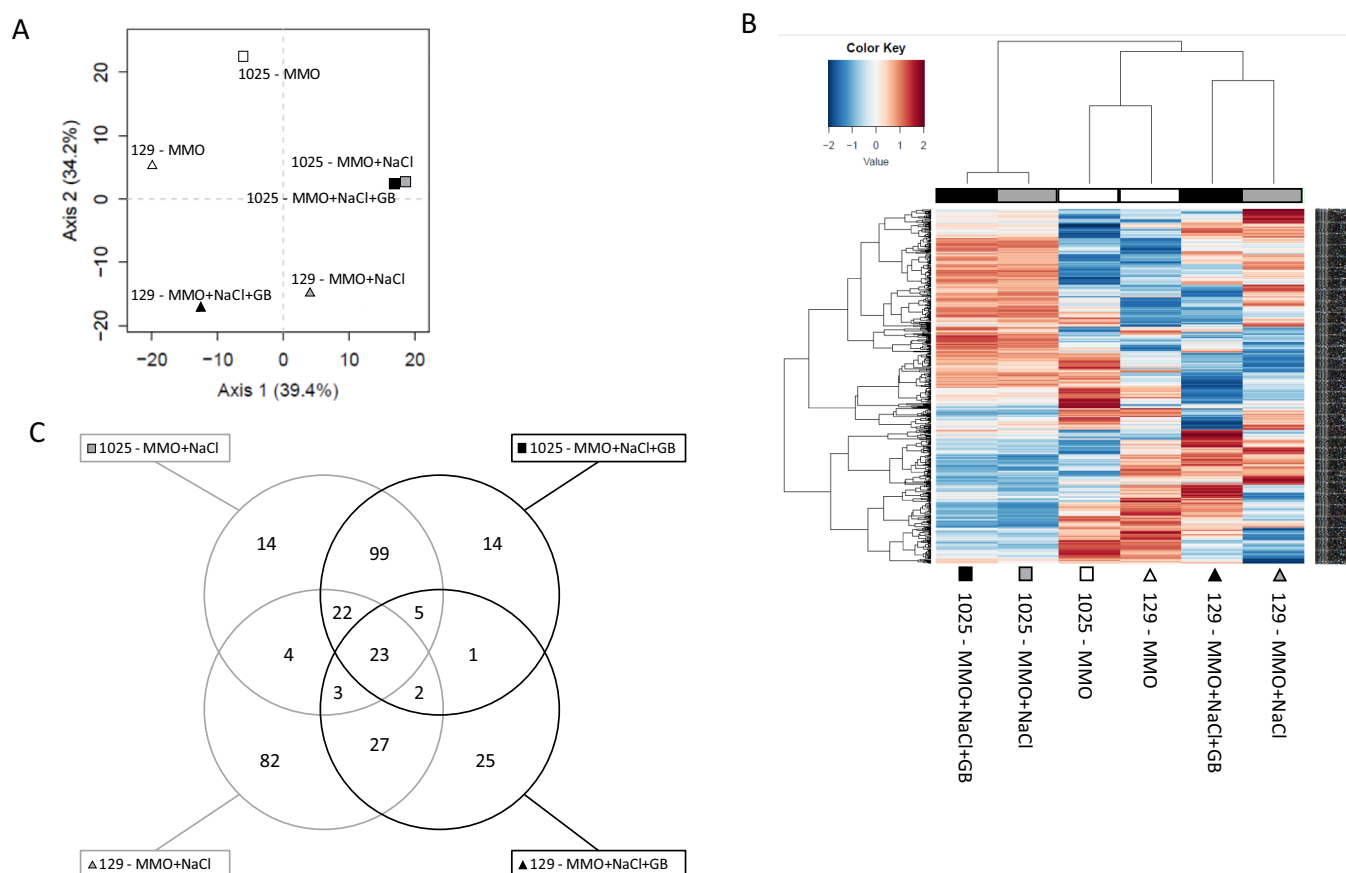 A
1025 - MMO
129 - MMO
1025 - MMO+NaCl
1025 - MMO+NaCl+GB
129 - MMO+NaCl
129 - MMO+NaCl+GB
20
10
0
−10
−20
Axis 2 (34.2%)
−20 −10 0 10 20
Axis 1 (39.4%)
B
Color Key
−2 −1 0 1 2
Value
1025 - MMO+NaCl+GB
1025 - MMO+NaCl
1025 - MMO
129 - MMO
129 - MMO+NaCl+GB
129 - MMO+NaCl
C
1025 - MMO+NaCl
1025 - MMO+NaCl+GB
14 99 14
22 5
4 23 1
3 2
82 27 25
129 - MMO+NaCl
129 - MMO+NaCl+GB